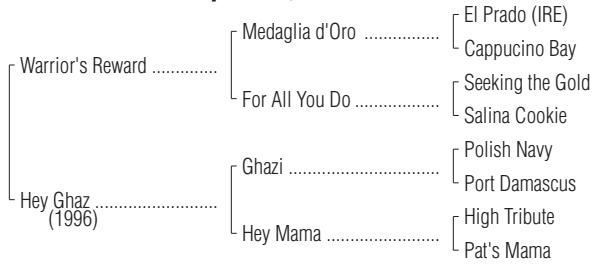 El Prado (IRE)
Medaglia d'Oro ................
Cappucino Bay
Warrior's Reward ..............
Seeking the Gold
For All You Do ..................
Salina Cookie
Polish Navy
Ghazi ................................
Port Damascus
Hey Ghaz ..........................
(1996)
High Tribute
Hey Mama ........................
Pat's Mama